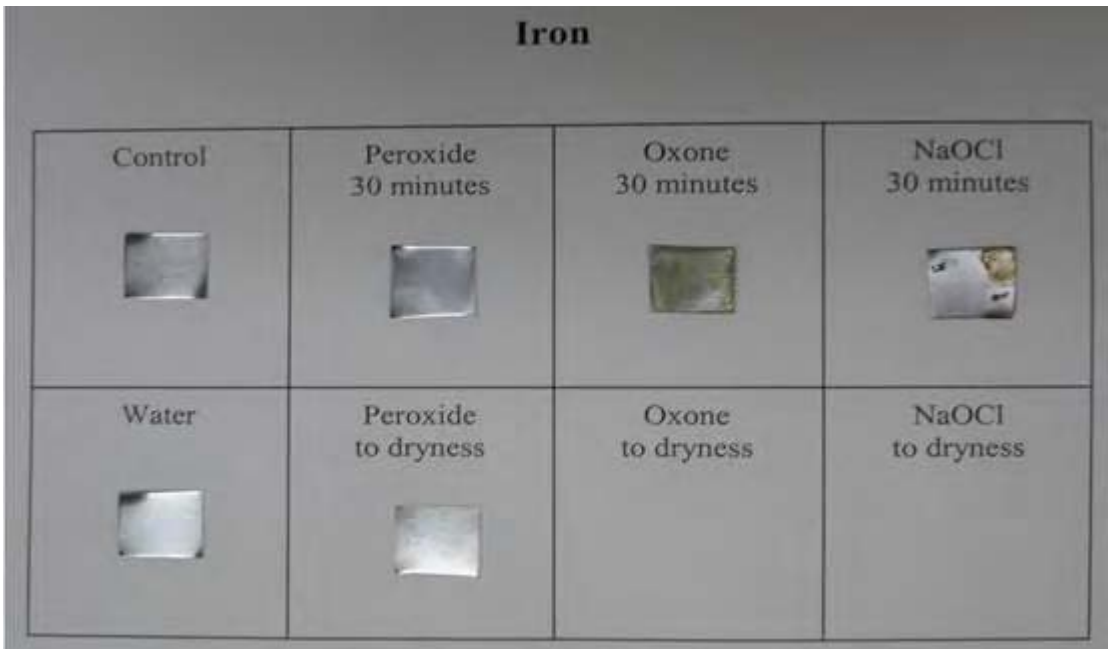 Iron
Control
Peroxide
30 minutes
Oxone
30 minutes
NaOCl
30 minutes
Water
Peroxide
to dryness
Oxone
to dryness
NaOCl
to dryness